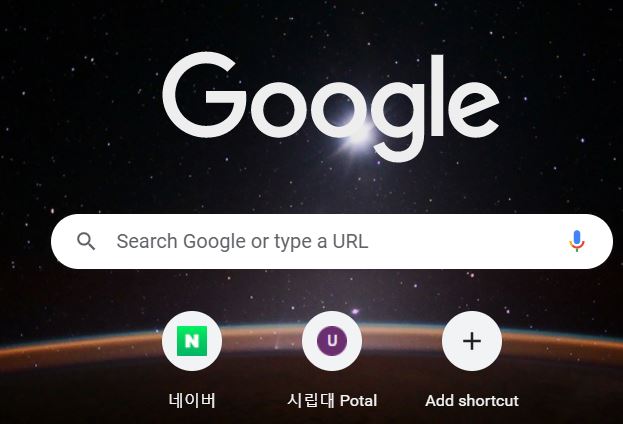 Google
Search Google or type a URL
N
U
네이버
시립대 Potal
Add shortcut